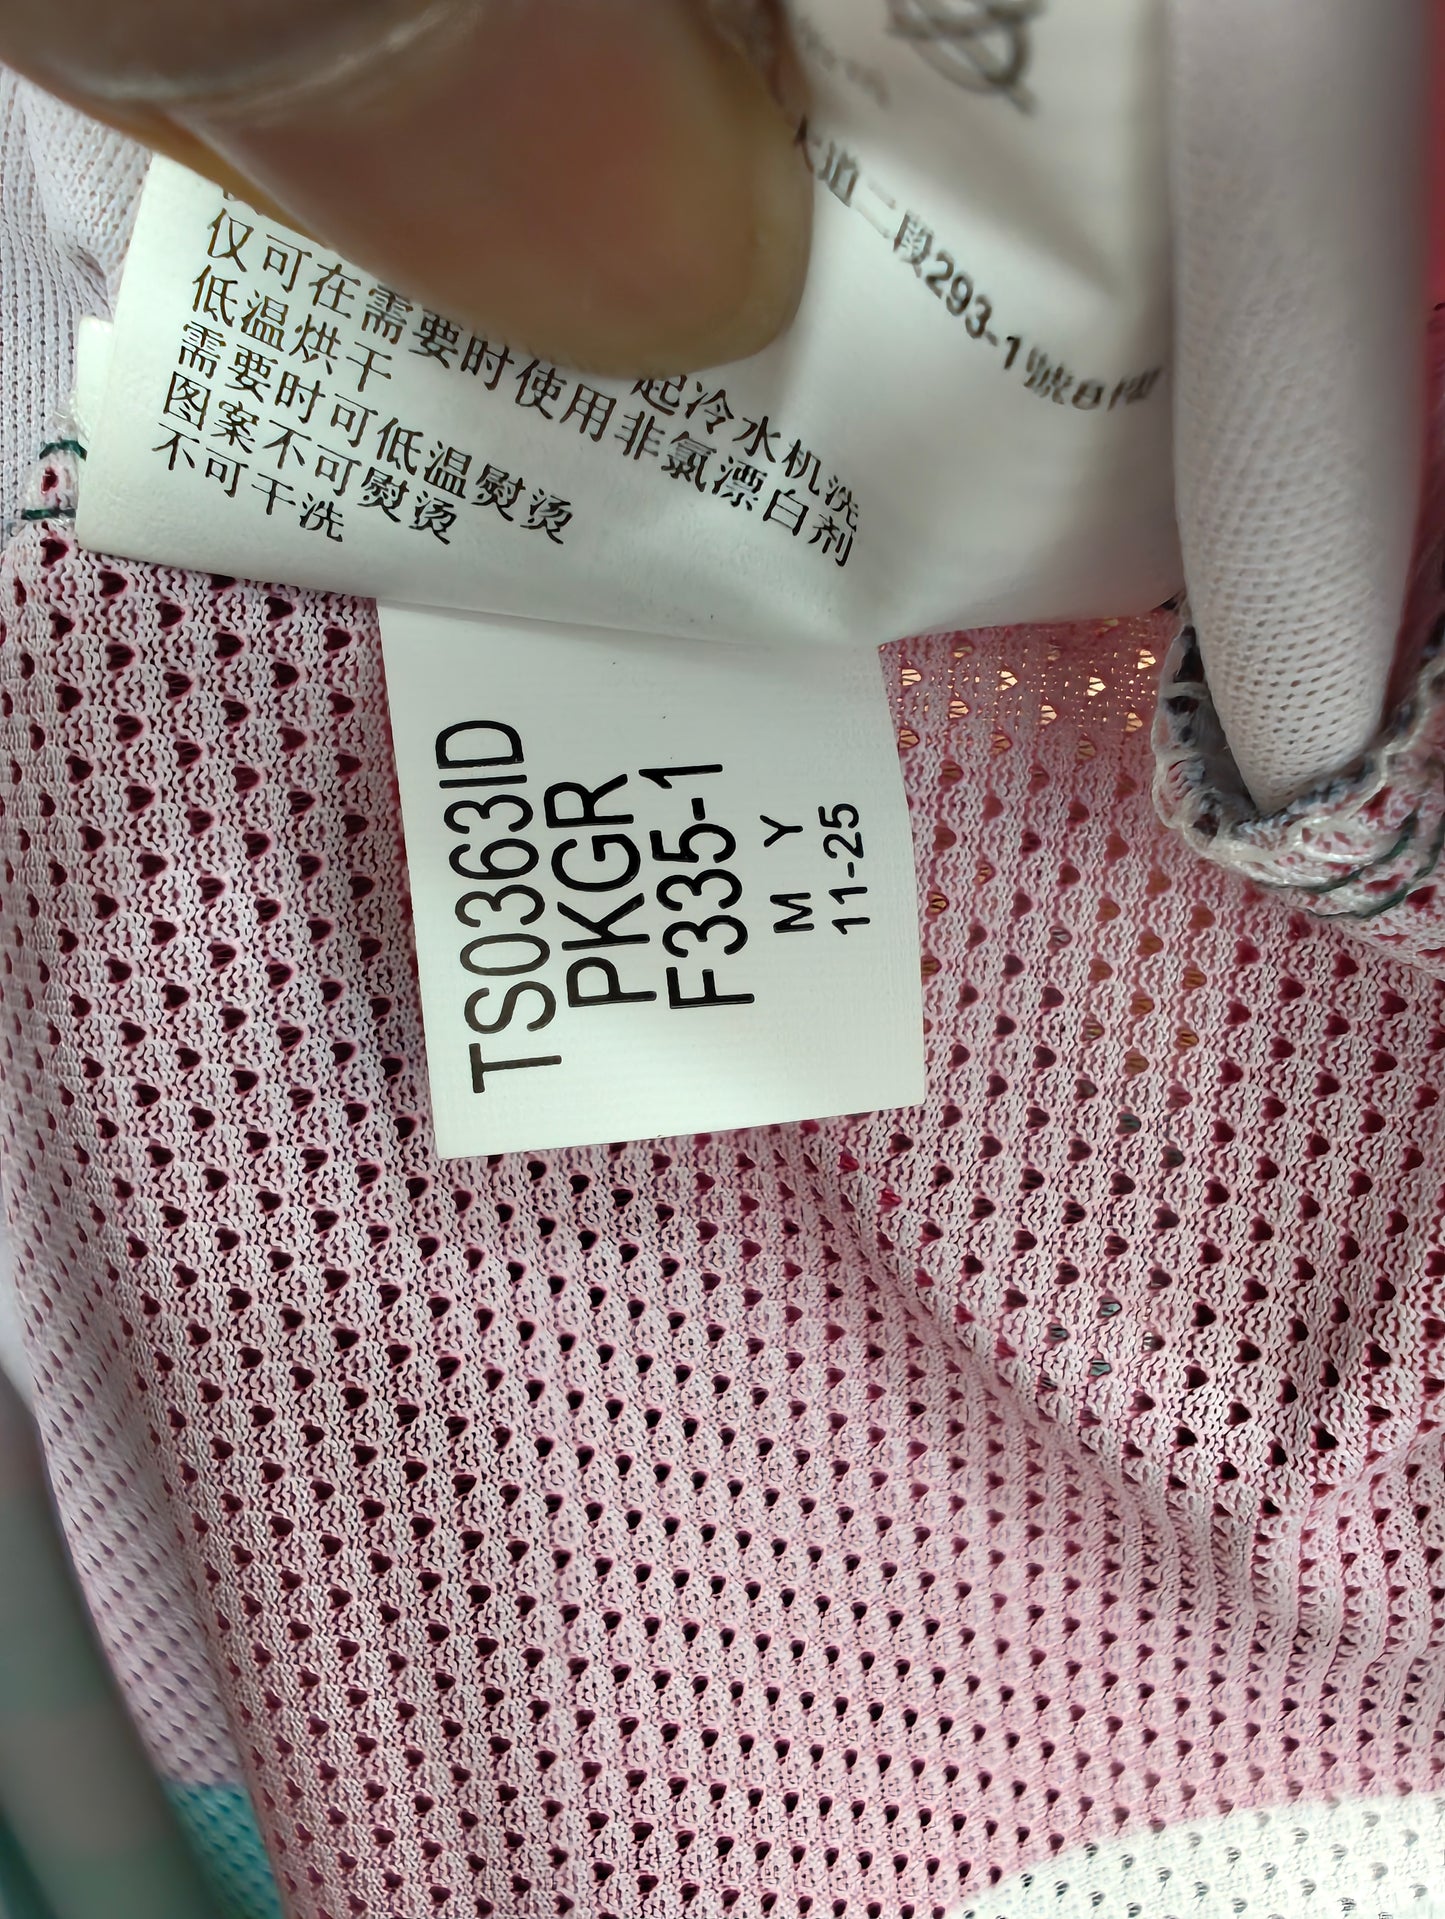 大道二段293-1號8樓
起冷水机洗
仅可在需要时使用非氯漂白剂
低温烘干
需要时可低温熨烫
图案不可熨烫
不可干洗
TS0363ID
PKGR
F335-1
M Y
11-25